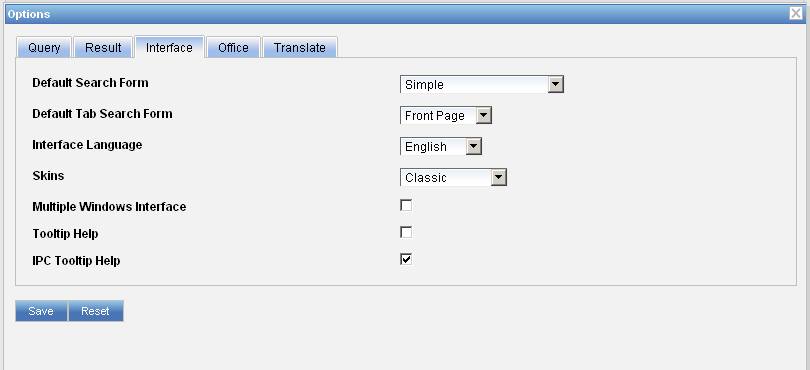 Options
Query Result Interface Office Translate
Default Search Form Simple
Default Tab Search Form Front Page
Interface Language English
Skins Classic
Multiple Windows Interface
Tooltip Help
IPC Tooltip Help
Save Reset